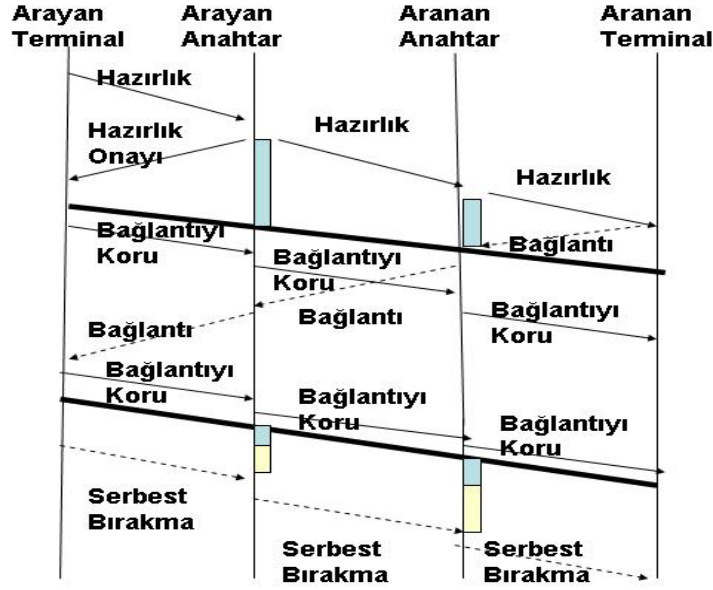 Arayan
Terminal
Arayan
Anahtar
Aranan
Anahtar
Aranan
Terminal
Hazırlık
Hazırlık
Onayı
Hazırlık
Hazırlık
Bağlantı
Bağlantıyı
Koru
Bağlantıyı
Koru
Bağlantıyı
Koru
Bağlantı
Bağlantı
Bağlantıyı
Koru
Bağlantıyı
Koru
Bağlantıyı
Koru
Serbest
Bırakma
Serbest
Bırakma
Serbest
Bırakma